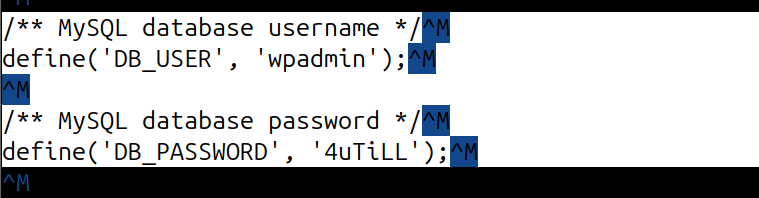 /** MySQL database username */^M
define('DB_USER', 'wpadmin');^M
^M
/** MySQL database password */^M
define('DB_PASSWORD', '4uTiLL');^M
^M